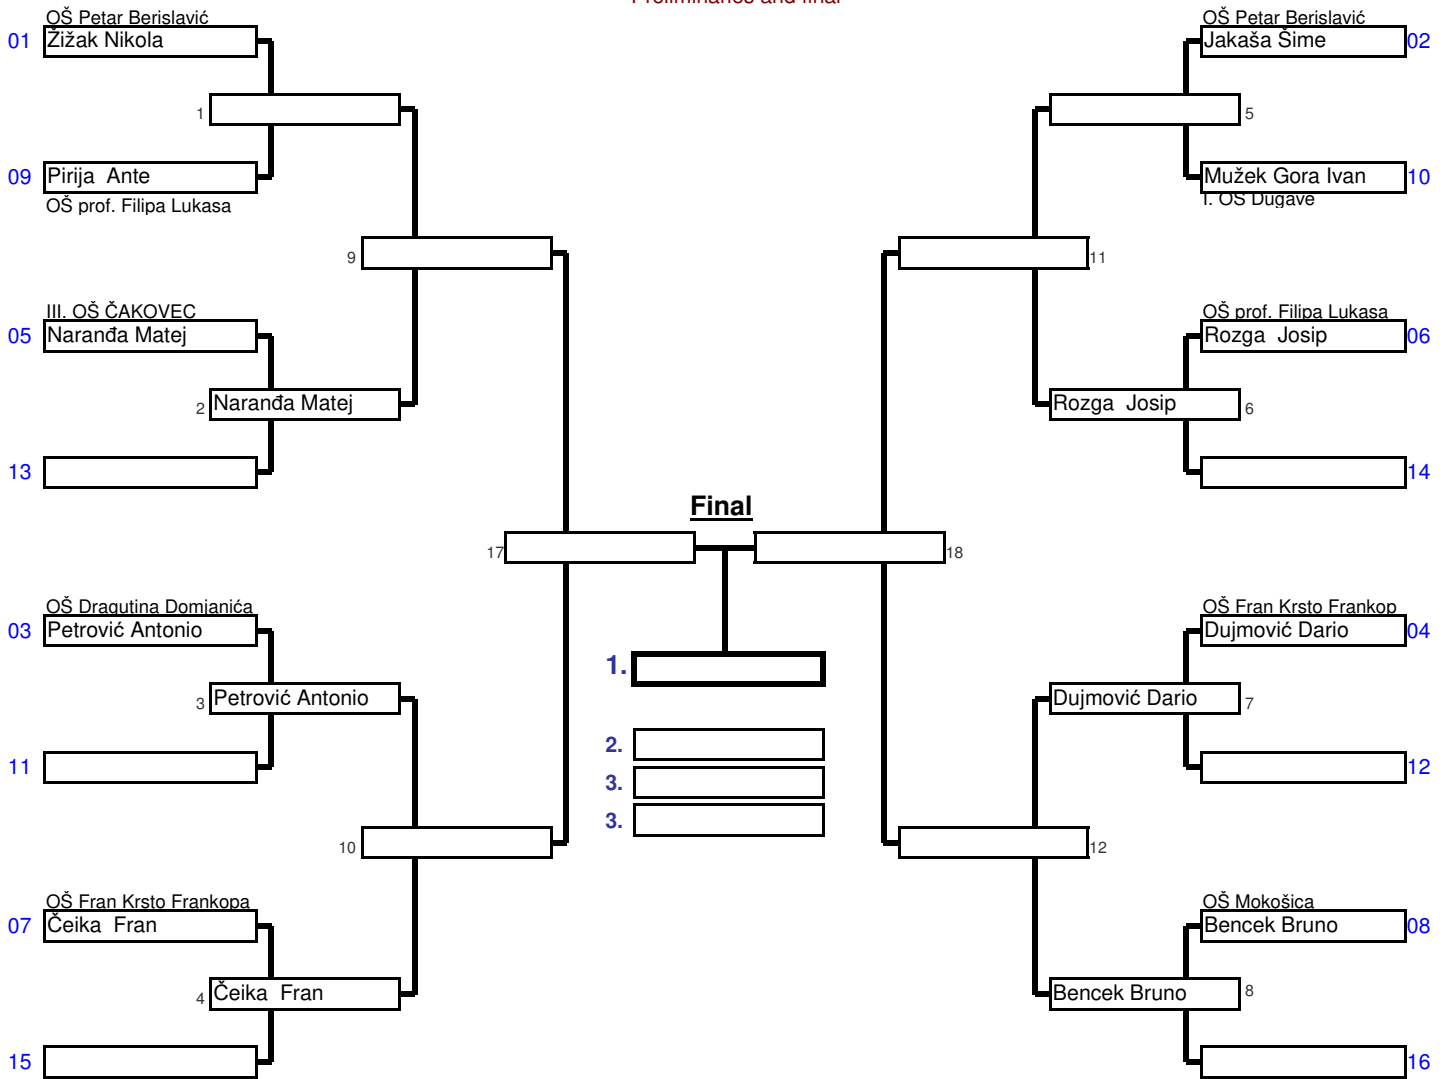 Preliminaries and final
OŠ Petar Berislavić
01 Žižak Nikola
1
09 Pirija Ante
OŠ prof. Filipa Lukasa
9
III. OŠ ČAKOVEC
05 Naranđa Matej
2 Naranđa Matej
13
17
OŠ Dragutina Domjanića
03 Petrović Antonio
3 Petrović Antonio
11
10
OŠ Fran Krsto Frankopa
07 Čeika Fran
4 Čeika Fran
15
Final
1.
2.
3.
3.
OŠ Petar Berislavić
Jakaša Šime 02
5
Mužek Gora Ivan 10
I. OŠ Dugave
11
OŠ prof. Filipa Lukasa
Rozga Josip 06
Rozga Josip 6
14
18
OŠ Fran Krsto Frankop
Dujmović Dario 04
Dujmović Dario 7
12
12
OŠ Mokošica
Bencek Bruno 08
Bencek Bruno 8
16